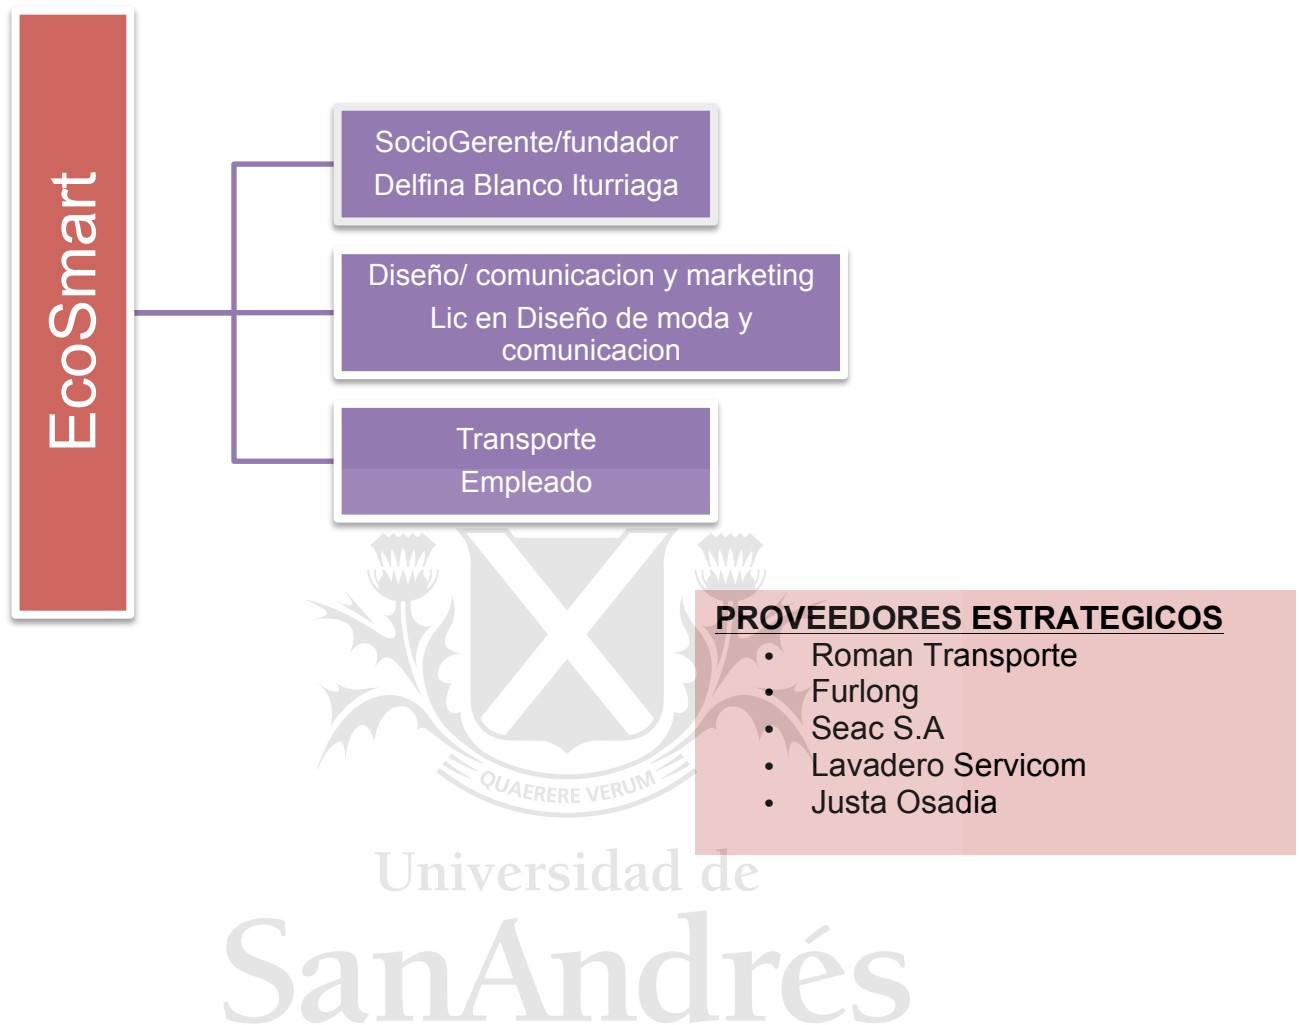 EcoSmart
SocioGerente/fundador
Delfina Blanco Iturriaga
Diseño/ comunicacion y marketing
Lic en Diseño de moda y
comunicacion
Transporte
Empleado
PROVEEDORES ESTRATEGICOS
• Roman Transporte
• Furlong
• Seac S.A
• Lavadero Servicom
• Justa Osadia
QUAERERE VERUM
Universidad de
SanAndrés